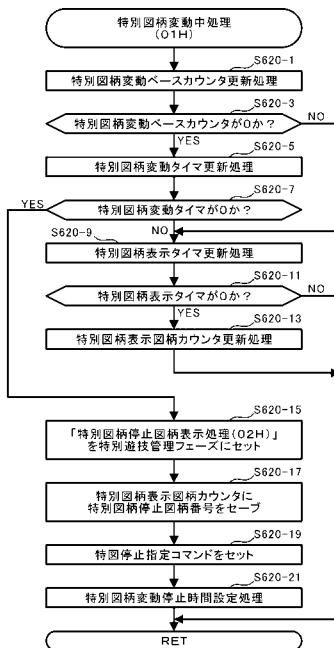 特別図柄変動中処理
(01H)
S620-1
特別図柄変動ベースカウンタ更新処理
S620-3
特別図柄変動ベースカウンタが0か?
NO
YES
S620-5
特別図柄変動タイマ更新処理
S620-7
YES
特別図柄変動タイマが0か?
NO
S620-9
特別図柄表示タイマ更新処理
S620-11
特別図柄表示タイマが0か?
NO
YES
S620-13
特別図柄表示図柄カウンタ更新処理
S620-15
「特別図柄停止図柄表示処理(02H)」
を特別遊技管理フェーズにセット
S620-17
特別図柄表示図柄カウンタに
特別図柄停止図柄番号をセーブ
S620-19
特図停止指定コマンドをセット
S620-21
特別図柄変動停止時間設定処理
RET